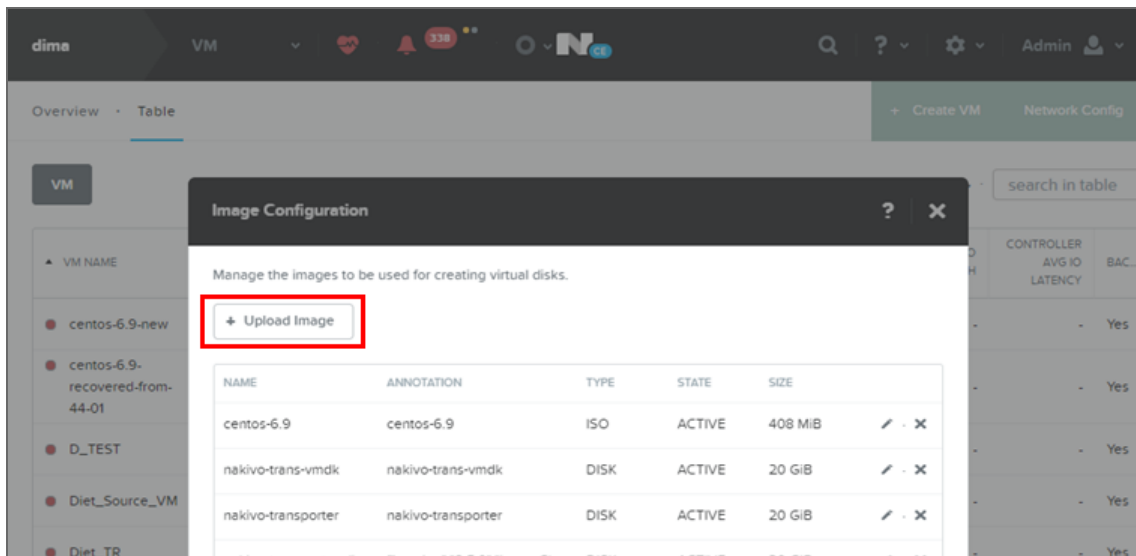 dima
VM
338
N CE
? Admin
Overview · Table
+ Create VM Network Config
VM
search in table
Image Configuration ?
VM NAME
CONTROLLER
AVG IO
LATENCY
BAC...
Manage the images to be used for creating virtual disks.
+ Upload Image
centos-6.9-new
- - Yes
centos-6.9-
recovered-from-
44-01
- - Yes
NAME ANNOTATION TYPE STATE SIZE
centos-6.9 centos-6.9 ISO ACTIVE 408 MiB
D_TEST
- - Yes
nakivo-trans-vmdk nakivo-trans-vmdk DISK ACTIVE 20 GiB
Diet_Source_VM
- - Yes
nakivo-transporter nakivo-transporter DISK ACTIVE 20 GiB
Diet_TR
- Yes